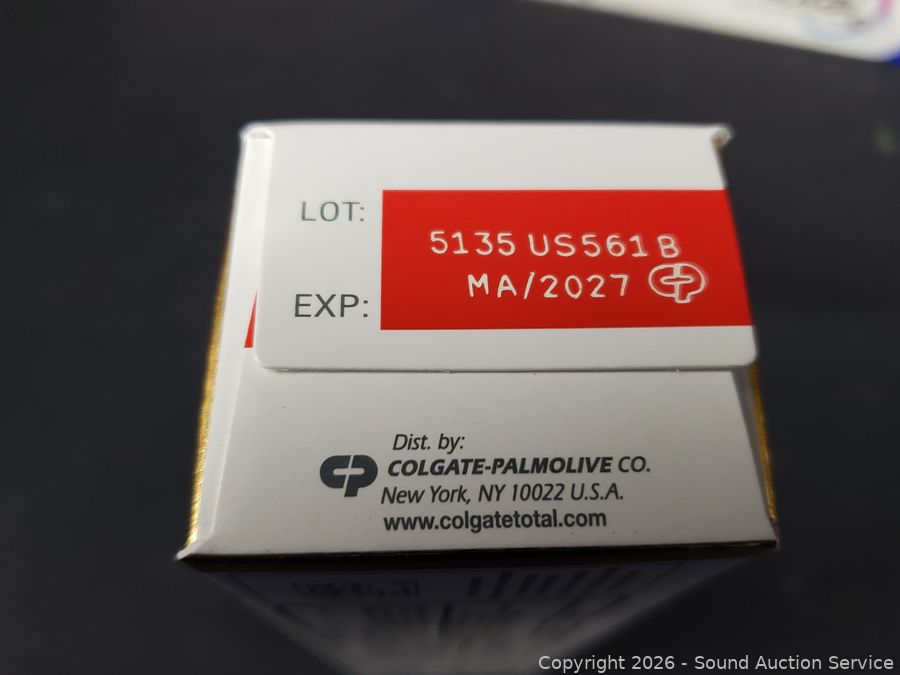 LOT:
5135 US561B
EXP:
MA/2027
Dist. by:
COLGATE-PALMOLIVE CO.
New York, NY 10022 U.S.A.
www.colgatetotal.com
Copyright 2026 - Sound Auction Service